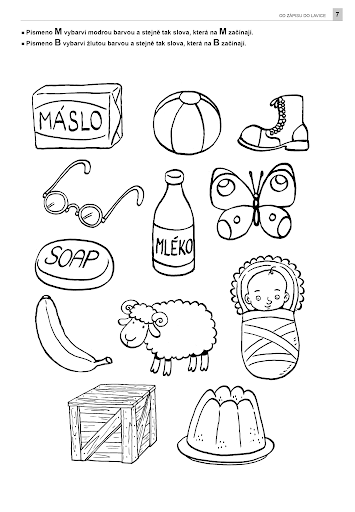 OD ZÁPISU DO LAVICE 7
• Písmeno M vybarvi modrou barvou a stejně tak slova, která na M začínají.
• Písmeno B vybarvi žlutou barvou a stejně tak slova, která na B začínají.
MÁSLO
MLÉKO
SOAP